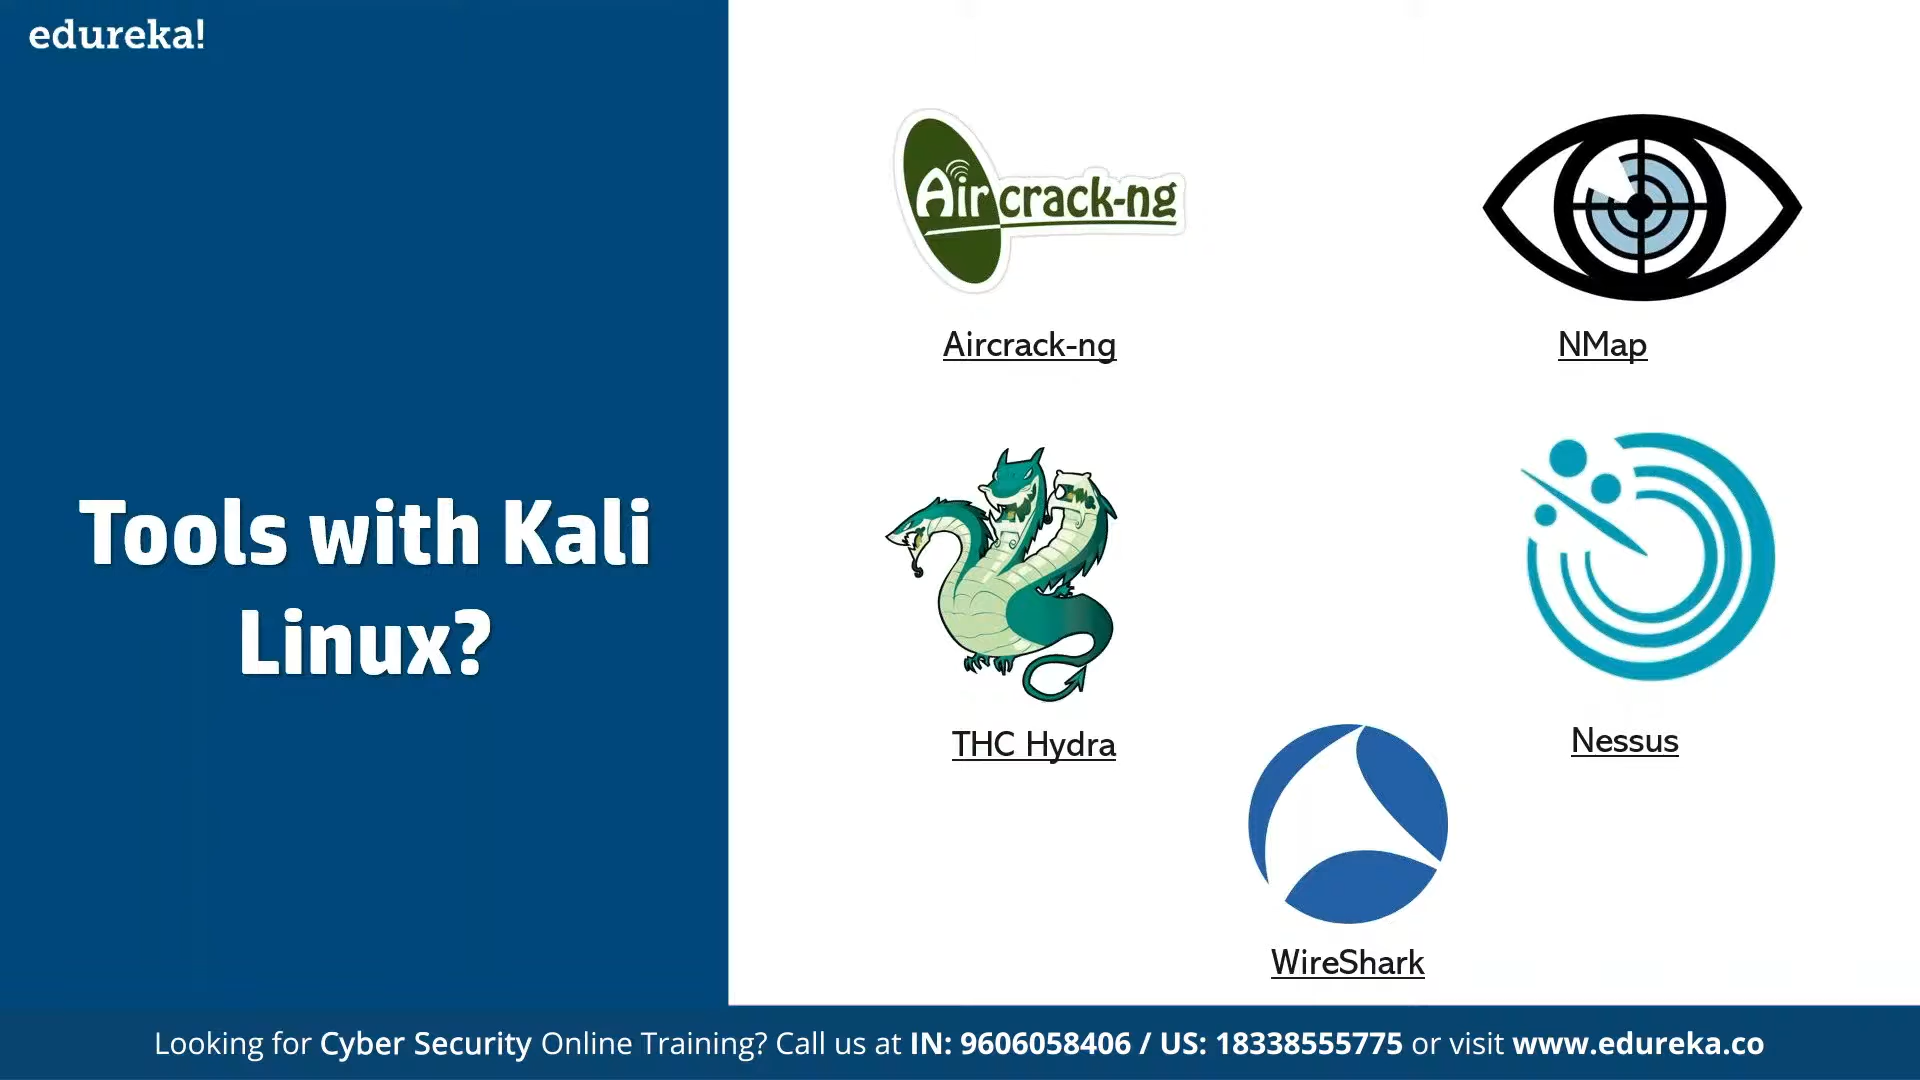 edureka!
Aircrack-ng
Aircrack-ng
NMap
Tools with Kali
Linux?
THC Hydra
Nessus
WireShark
Looking for Cyber Security Online Training? Call us at IN: 9606058406 / US: 18338555775 or visit www.edureka.co